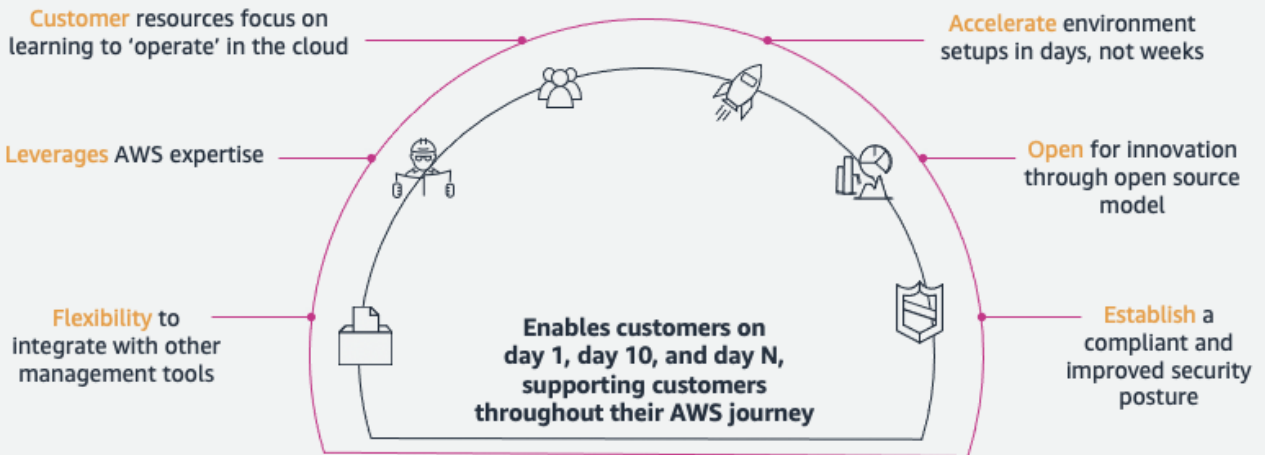 Customer resources focus on
learning to ‘operate’ in the cloud
Accelerate environment
setups in days, not weeks
Leverages AWS expertise
Open for innovation
through open source
model
Flexibility to
integrate with other
management tools
Establish a
compliant and
improved security
posture
Enables customers on
day 1, day 10, and day N,
supporting customers
throughout their AWS journey